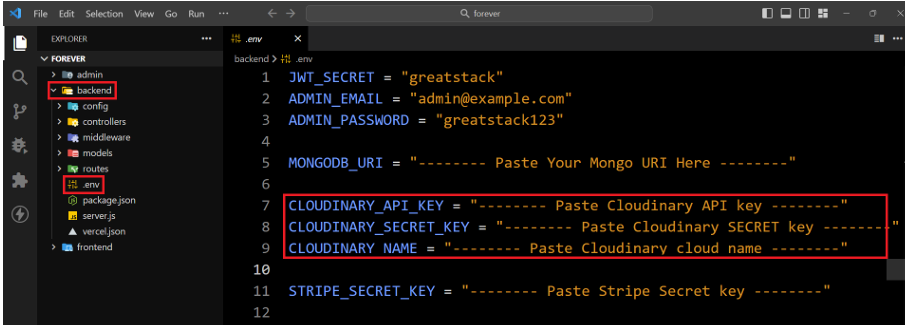 File Edit Selection View Go Run ··· ← → forever
EXPLORER ···
FOREVER
admin
backend
config
controllers
middleware
models
routes
.env
package.json
server.js
vercel.json
frontend
.env ×
backend > .env
1 JWT_SECRET = "greatstack"
2 ADMIN_EMAIL = "admin@example.com"
3 ADMIN_PASSWORD = "greatstack123"
4
5 MONGODB_URI = "-------- Paste Your Mongo URI Here --------"
6
7 CLOUDINARY_API_KEY = "-------- Paste Cloudinary API key --------"
8 CLOUDINARY_SECRET_KEY = "-------- Paste Cloudinary SECRET key --------"
9 CLOUDINARY_NAME = "-------- Paste Cloudinary cloud name --------"
10
11 STRIPE_SECRET_KEY = "-------- Paste Stripe Secret key --------"
12